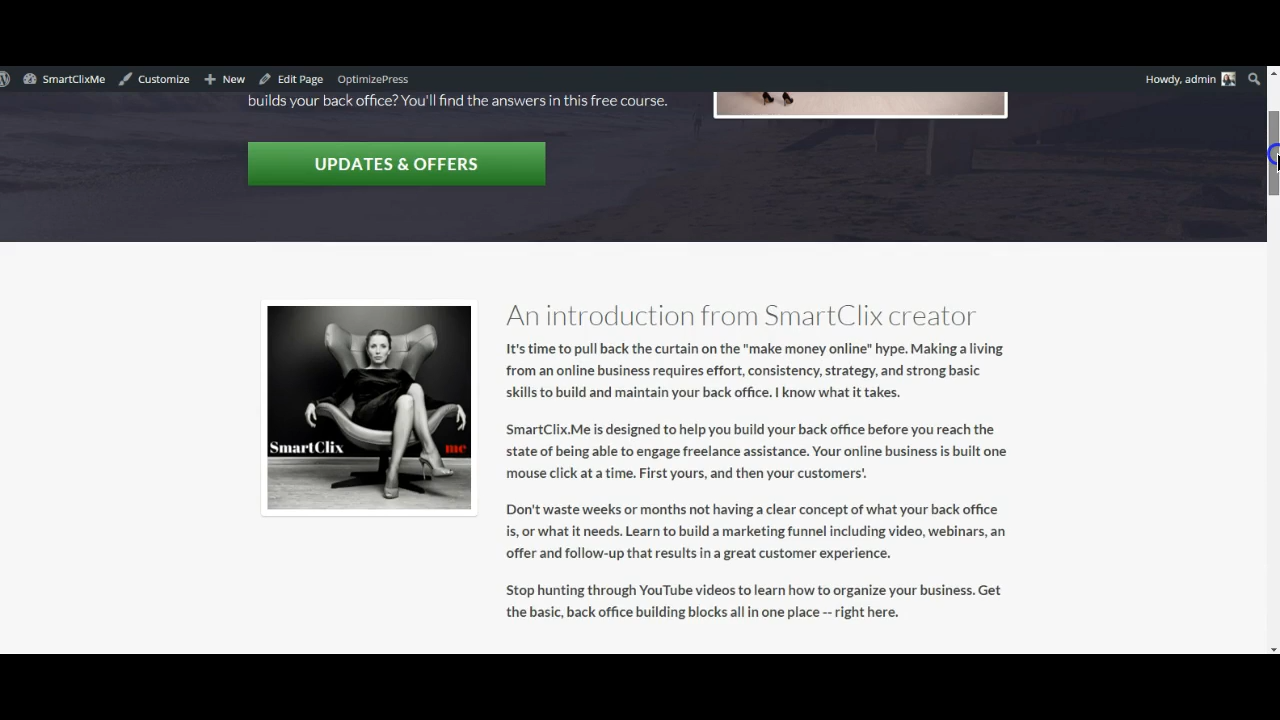 SmartClixMe Customize New Edit Page OptimizePress Howdy, admin
builds your back office? You'll find the answers in this free course.
UPDATES & OFFERS
An introduction from SmartClix creator
It's time to pull back the curtain on the "make money online" hype. Making a living
from an online business requires effort, consistency, strategy, and strong basic
skills to build and maintain your back office. I know what it takes.
SmartClix.Me is designed to help you build your back office before you reach the
state of being able to engage freelance assistance. Your online business is built one
mouse click at a time. First yours, and then your customers'.
Don't waste weeks or months not having a clear concept of what your back office
is, or what it needs. Learn to build a marketing funnel including video, webinars, an
offer and follow-up that results in a great customer experience.
Stop hunting through YouTube videos to learn how to organize your business. Get
the basic, back office building blocks all in one place -- right here.
SmartClix me